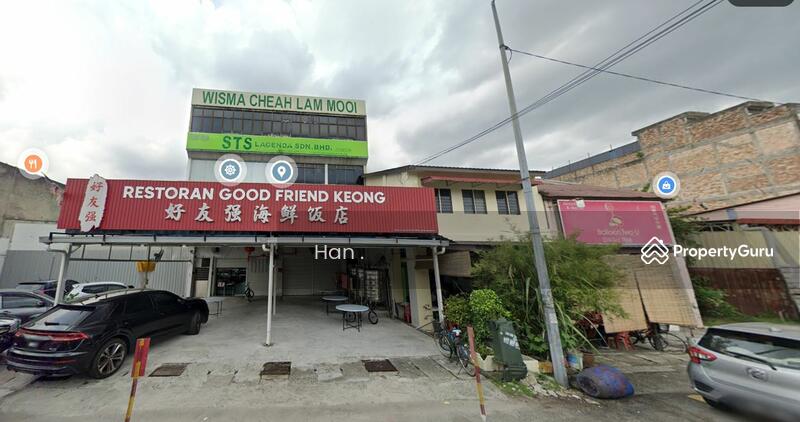 WISMA CHEAH LAM MOOI
STS LAGENDA SDN. BHD.
好友强
RESTORAN GOOD FRIEND KEONG
好友强海鲜饭店
Han .
PropertyGuru